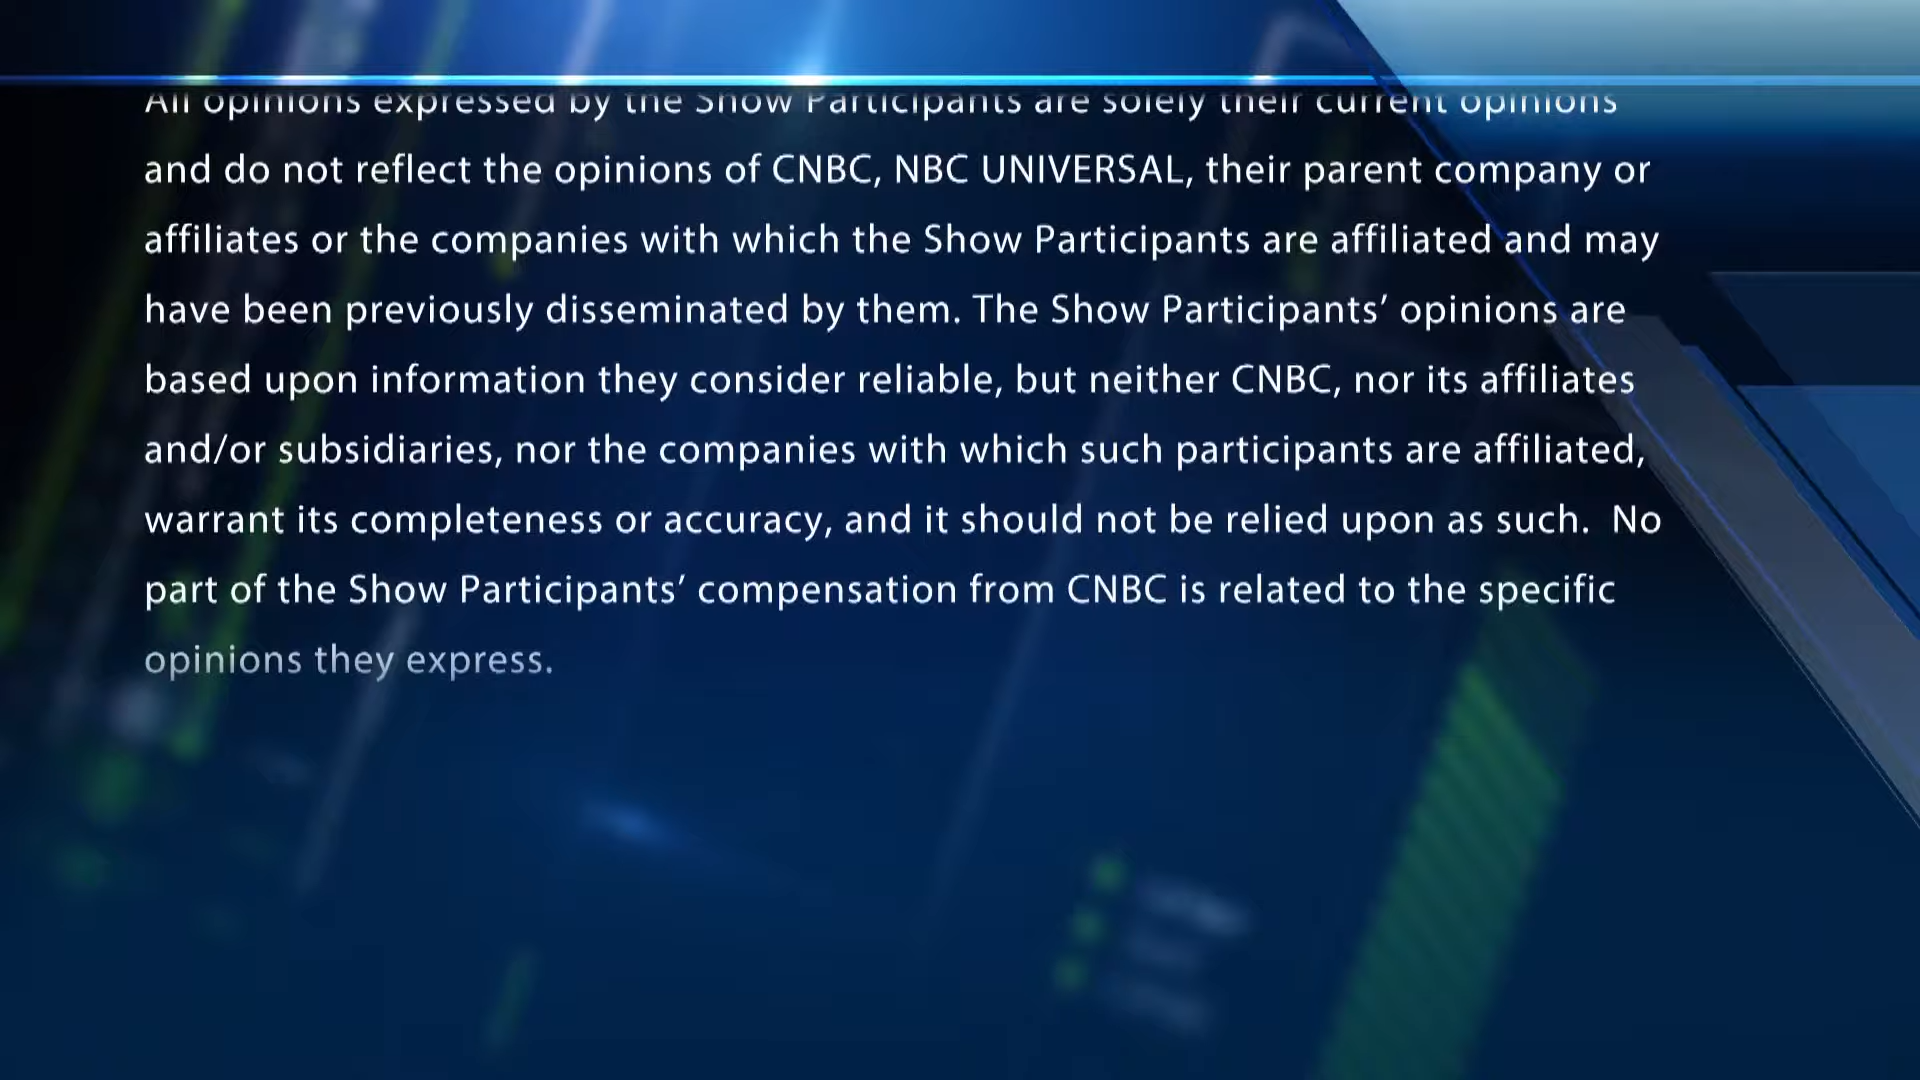 All opinions expressed by the Show Participants are solely their current opinions
and do not reflect the opinions of CNBC, NBC UNIVERSAL, their parent company or
affiliates or the companies with which the Show Participants are affiliated and may
have been previously disseminated by them. The Show Participants’ opinions are
based upon information they consider reliable, but neither CNBC, nor its affiliates
and/or subsidiaries, nor the companies with which such participants are affiliated,
warrant its completeness or accuracy, and it should not be relied upon as such.  No
part of the Show Participants’ compensation from CNBC is related to the specific
opinions they express.